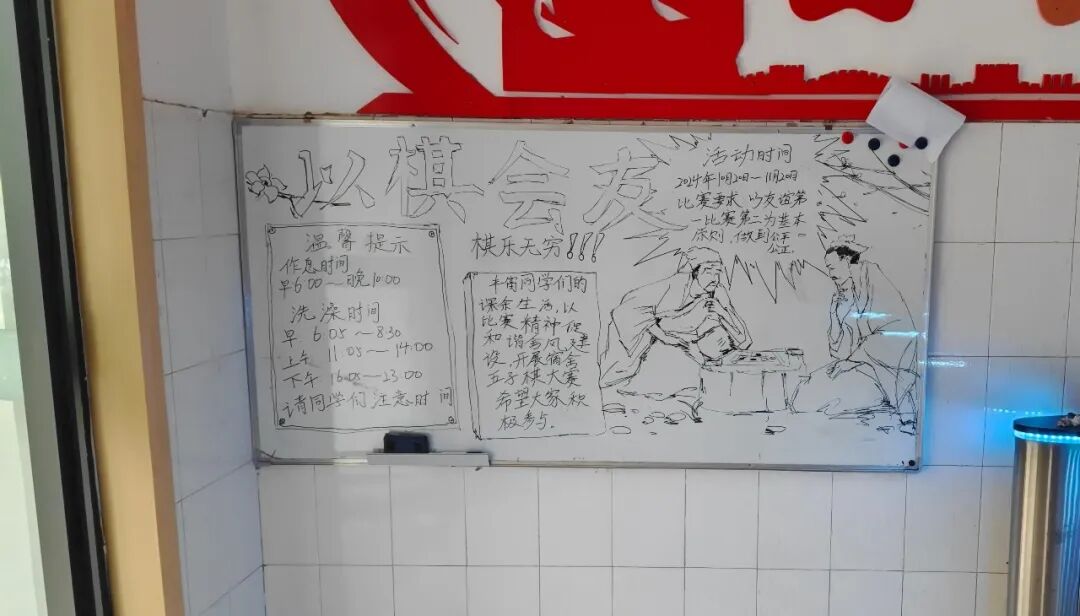 以棋会友
温馨提示
作息时间
早6:00～晚10:00
洗澡时间
早 6:05～8:30
上午 11:05～14:00
下午 16:05～23:00
请同学们注意时间
棋乐无穷!!!
丰富同学们的
课余生活,以
比赛精神促
和谐舍风建
设,开展宿舍
五子棋大赛
希望大家积
极参与.
活动时间
2024年10月20日～11月20日
比赛要求 以友谊第
一比赛第二为基本
原则,做到公平
公正.